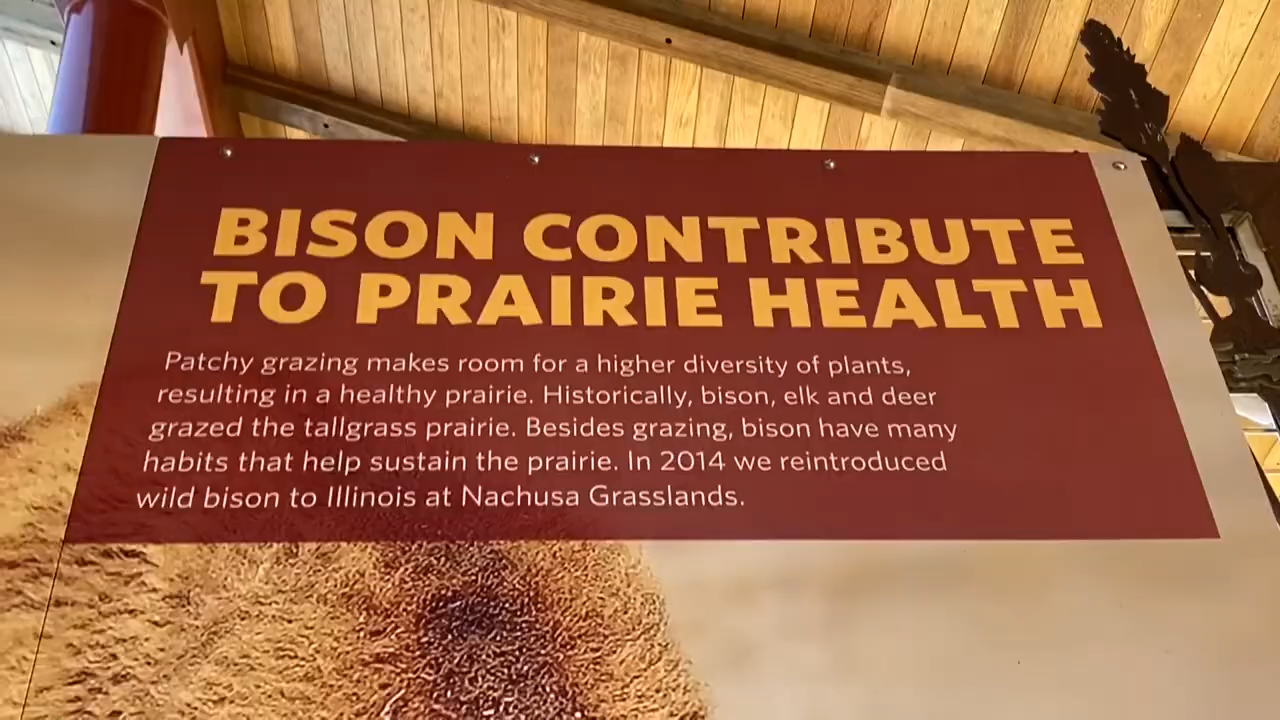 BISON CONTRIBUTE
TO PRAIRIE HEALTH
Patchy grazing makes room for a higher diversity of plants,
resulting in a healthy prairie. Historically, bison, elk and deer
grazed the tallgrass prairie. Besides grazing, bison have many
habits that help sustain the prairie. In 2014 we reintroduced
wild bison to Illinois at Nachusa Grasslands.